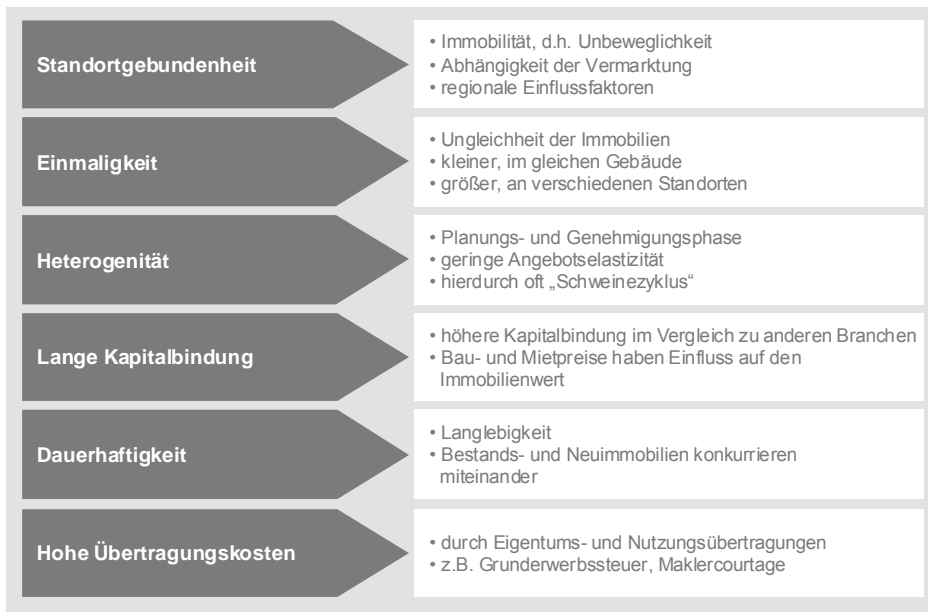 Standortgebundenheit
• Immobilität, d.h. Unbeweglichkeit
• Abhängigkeit der Vermarktung
• regionale Einflussfaktoren
Einmaligkeit
• Ungleichheit der Immobilien
• kleiner, im gleichen Gebäude
• größer, an verschiedenen Standorten
Heterogenität
• Planungs- und Genehmigungsphase
• geringe Angebotselastizität
• hierdurch oft „Schweinezyklus“
Lange Kapitalbindung
• höhere Kapitalbindung im Vergleich zu anderen Branchen
• Bau- und Mietpreise haben Einfluss auf den
Immobilienwert
Dauerhaftigkeit
• Langlebigkeit
• Bestands- und Neuimmobilien konkurrieren
miteinander
Hohe Übertragungskosten
• durch Eigentums- und Nutzungsübertragungen
• z.B. Grunderwerbssteuer, Maklercourtage